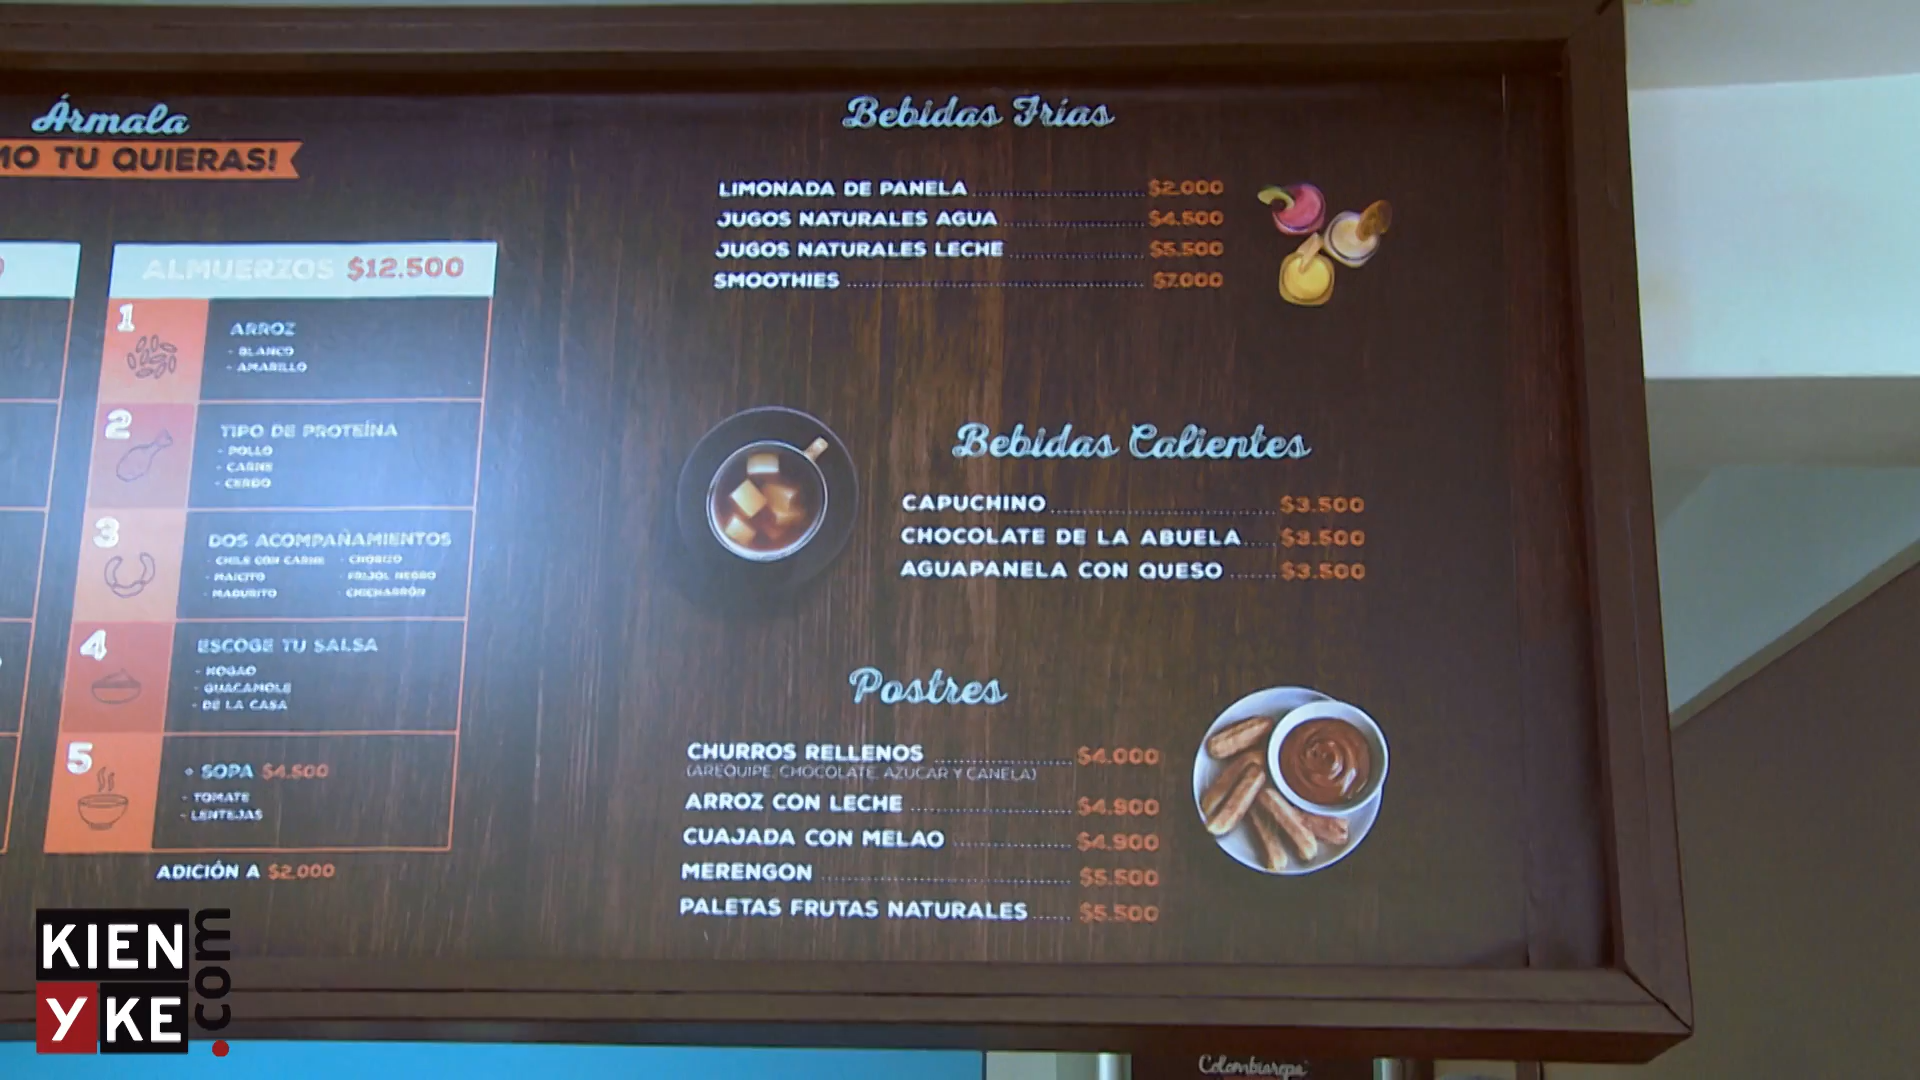 Ármala
MO TU QUIERAS!
ALMUERZOS $12.500
1
ARROZ
- BLANCO
- AMARILLO
2
TIPO DE PROTEÍNA
- POLLO
- CARNE
- CERDO
3
DOS ACOMPAÑAMIENTOS
- CHILE CON CARNE - CHORIZO
- MAICITO - FRIJOL NEGRO
- MADURITO - CHICHARRÓN
4
ESCOGE TU SALSA
- HOGAO
- GUACAMOLE
- DE LA CASA
5
+ SOPA $4.500
- TOMATE
- LENTEJAS
ADICIÓN A $2.000
Bebidas Frías
LIMONADA DE PANELA $2.000
JUGOS NATURALES AGUA $4.500
JUGOS NATURALES LECHE $5.500
SMOOTHIES $7.000
Bebidas Calientes
CAPUCHINO $3.500
CHOCOLATE DE LA ABUELA $3.500
AGUAPANELA CON QUESO $3.500
Postres
CHURROS RELLENOS $4.000
(AREQUIPE, CHOCOLATE, AZUCAR Y CANELA)
ARROZ CON LECHE $4.900
CUAJADA CON MELAO $4.900
MERENGON $5.500
PALETAS FRUTAS NATURALES $5.500
KIEN
YKE
.com
Colombiarepa